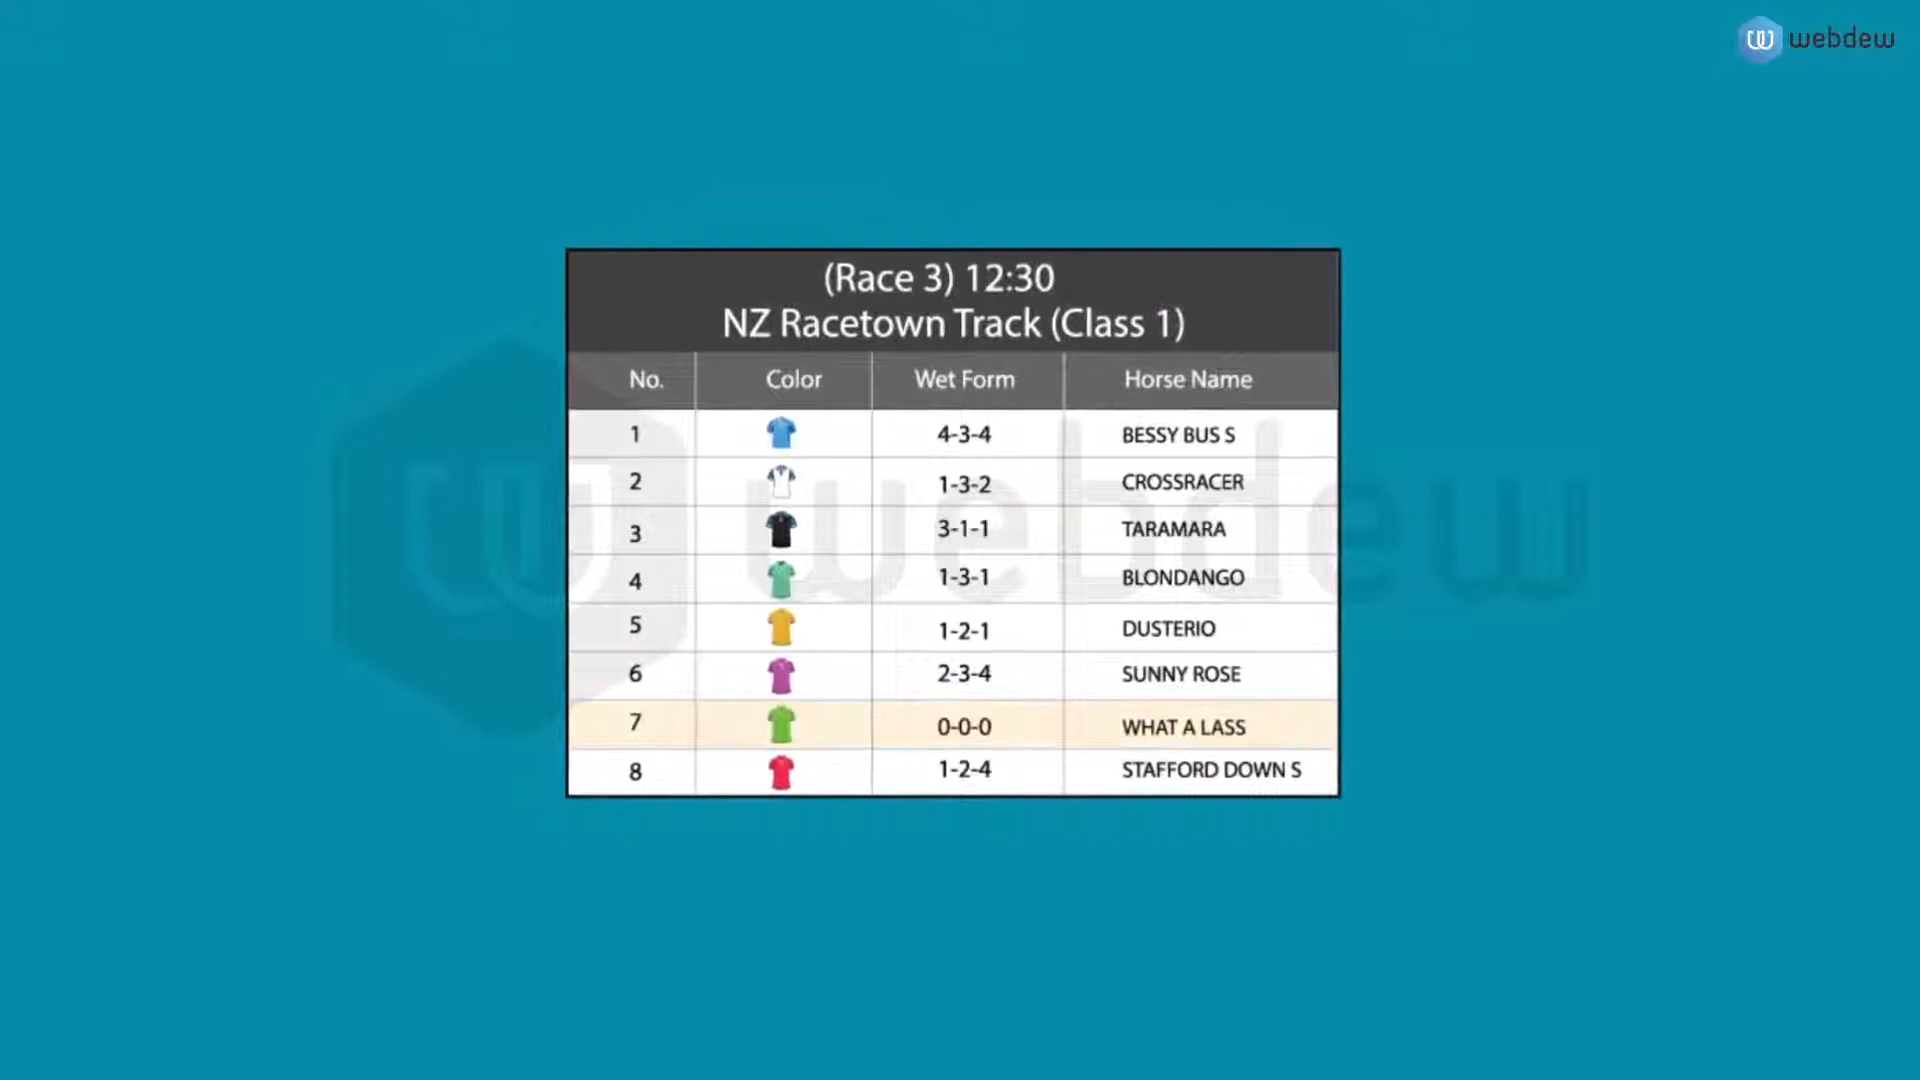 webdew
(Race 3) 12:30
NZ Racetown Track (Class 1)
No. Color Wet Form Horse Name
1 4-3-4 BESSY BUS S
2 1-3-2 CROSSRACER
3 3-1-1 TARAMARA
4 1-3-1 BLONDANGO
5 1-2-1 DUSTERIO
6 2-3-4 SUNNY ROSE
7 0-0-0 WHAT A LASS
8 1-2-4 STAFFORD DOWN S
webdew